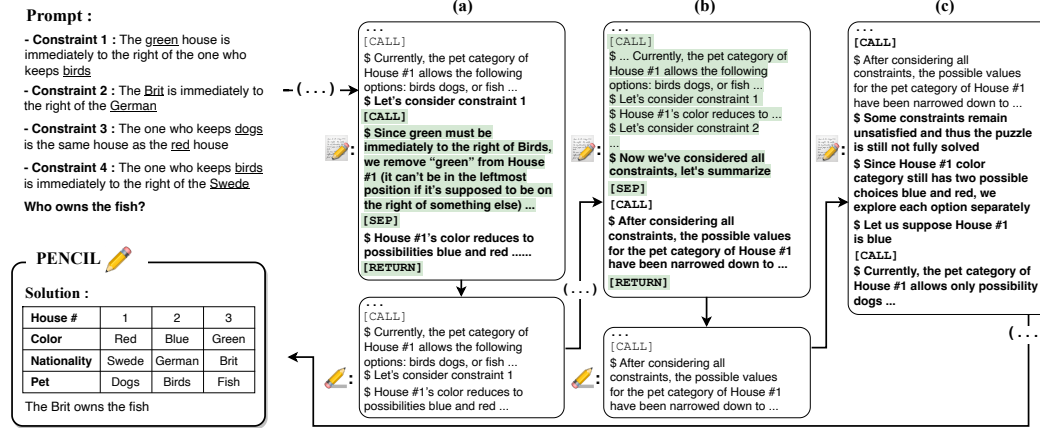 Prompt :
- Constraint 1 : The green house is
immediately to the right of the one who
keeps birds
- Constraint 2 : The Brit is immediately to
the right of the German
- Constraint 3 : The one who keeps dogs
is the same house as the red house
- Constraint 4 : The one who keeps birds
is immediately to the right of the Swede
Who owns the fish?
PENCIL
Solution :
House # 1 2 3
Color Red Blue Green
Nationality Swede German Brit
Pet Dogs Birds Fish
The Brit owns the fish
(...)
(a)
...
[CALL]
$ Currently, the pet category of
House #1 allows the following
options: birds dogs, or fish ...
$ Let's consider constraint 1
[CALL]
$ Since green must be
immediately to the right of Birds,
we remove "green" from House
#1 (it can't be in the leftmost
position if it's supposed to be on
the right of something else) ...
[SEP]
$ House #1's color reduces to
possibilities blue and red ......
[RETURN]
:
...
[CALL]
$ Currently, the pet category of
House #1 allows the following
options: birds dogs, or fish ...
$ Let's consider constraint 1
$ House #1's color reduces to
possibilities blue and red ...
:
(...)
(b)
...
[CALL]
$ ... Currently, the pet category of
House #1 allows the following
options: birds dogs, or fish ...
$ Let's consider constraint 1
$ House #1's color reduces to ...
$ Let's consider constraint 2
...
$ Now we've considered all
constraints, let's summarize
[SEP]
[CALL]
$ After considering all
constraints, the possible values
for the pet category of House #1
have been narrowed down to ...
[RETURN]
:
...
[CALL]
$ After considering all
constraints, the possible values
for the pet category of House #1
have been narrowed down to ...
:
(c)
...
[CALL]
$ After considering all
constraints, the possible values
for the pet category of House #1
have been narrowed down to ...
$ Some constraints remain
unsatisfied and thus the puzzle
is still not fully solved
$ Since House #1 color
category still has two possible
choices blue and red, we
explore each option separately
$ Let us suppose House #1
is blue
[CALL]
$ Currently, the pet category of
House #1 allows only possibility
dogs ...
:
(...)